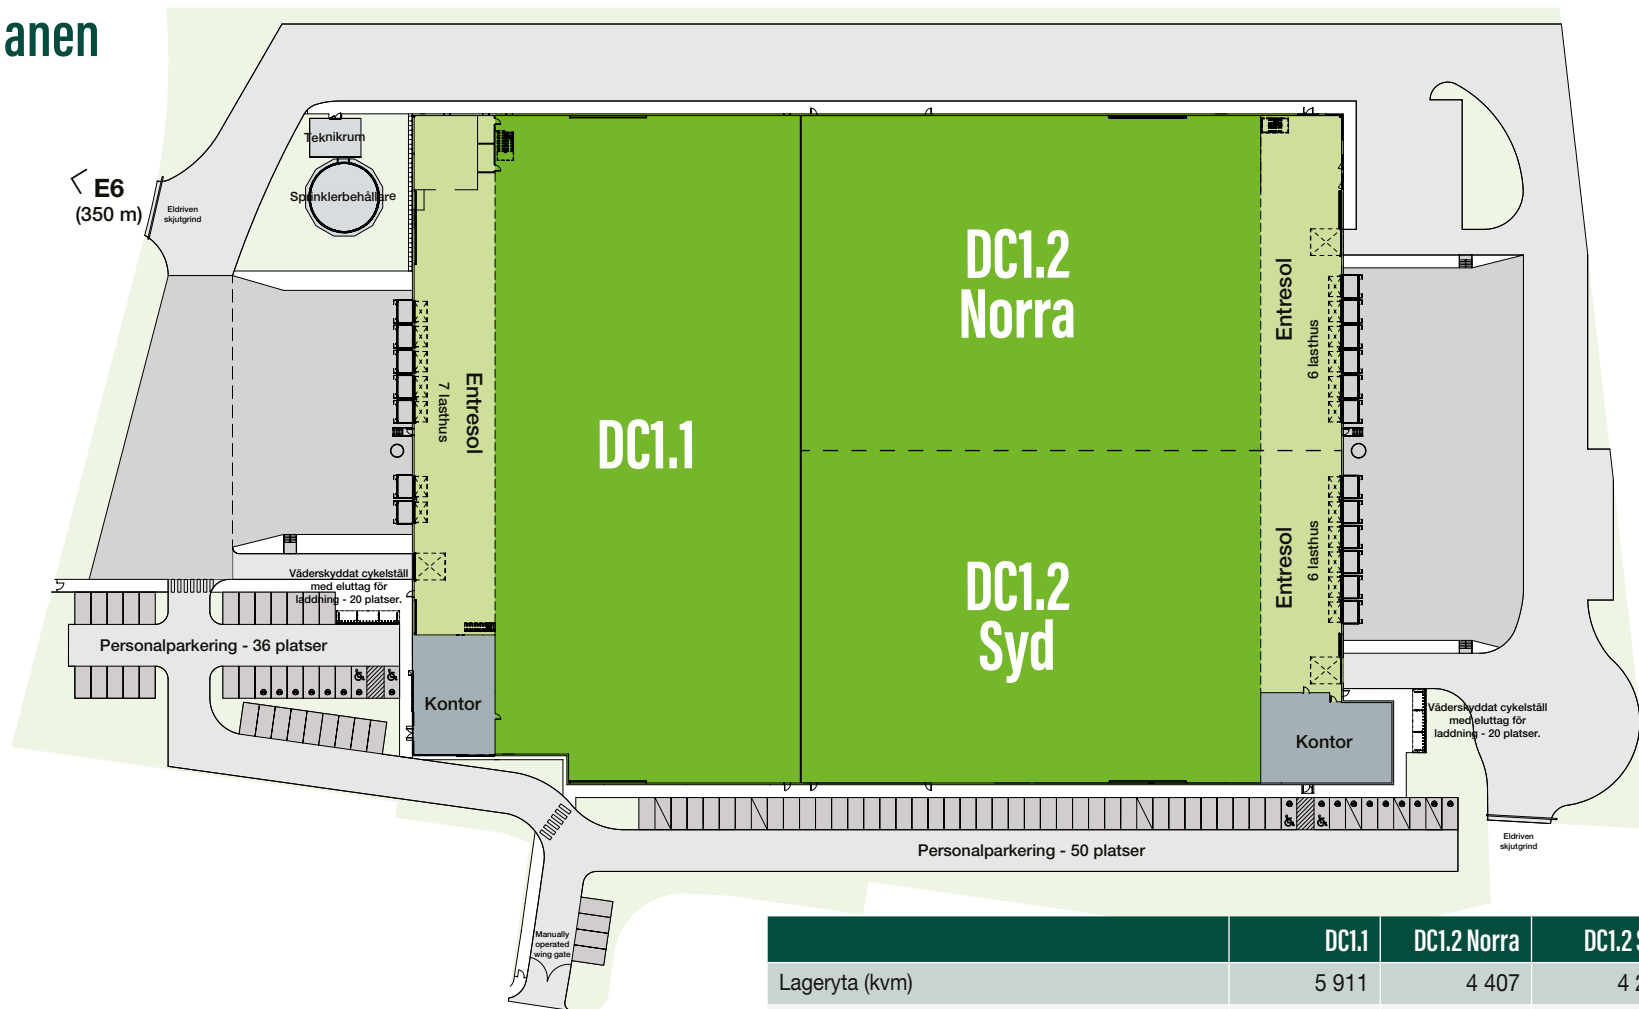 anen
Teknikrum
E6
(350 m)
Eldriven
skjutgrind
Sprinklerbehållare
DC1.2
Norra
Entresol
6 lasthus
Entresol
7 lasthus
DC1.1
DC1.2
Syd
Entresol
6 lasthus
Väderskyddat cykelställ
med eluttag för
laddning - 20 platser.
Personalparkering - 36 platser
Kontor
Kontor
Väderskyddat cykelställ
med eluttag för
laddning - 20 platser.
Personalparkering - 50 platser
Eldriven
skjutgrind
Manually
operated
wing gate
DC1.1 DC1.2 Norra DC1.2
Lageryta (kvm) 5 911 4 407 4